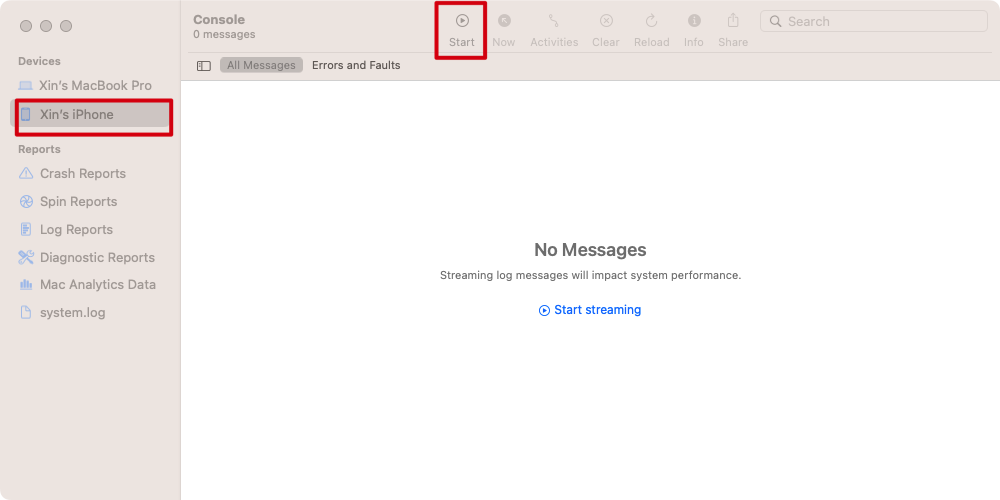 Devices
Xin's MacBook Pro
Xin's iPhone
Reports
Crash Reports
Spin Reports
Log Reports
Diagnostic Reports
Mac Analytics Data
system.log
Console
0 messages
Start
Now
Activities
Clear
Reload
Info
Share
Search
All Messages
Errors and Faults
No Messages
Streaming log messages will impact system performance.
Start streaming